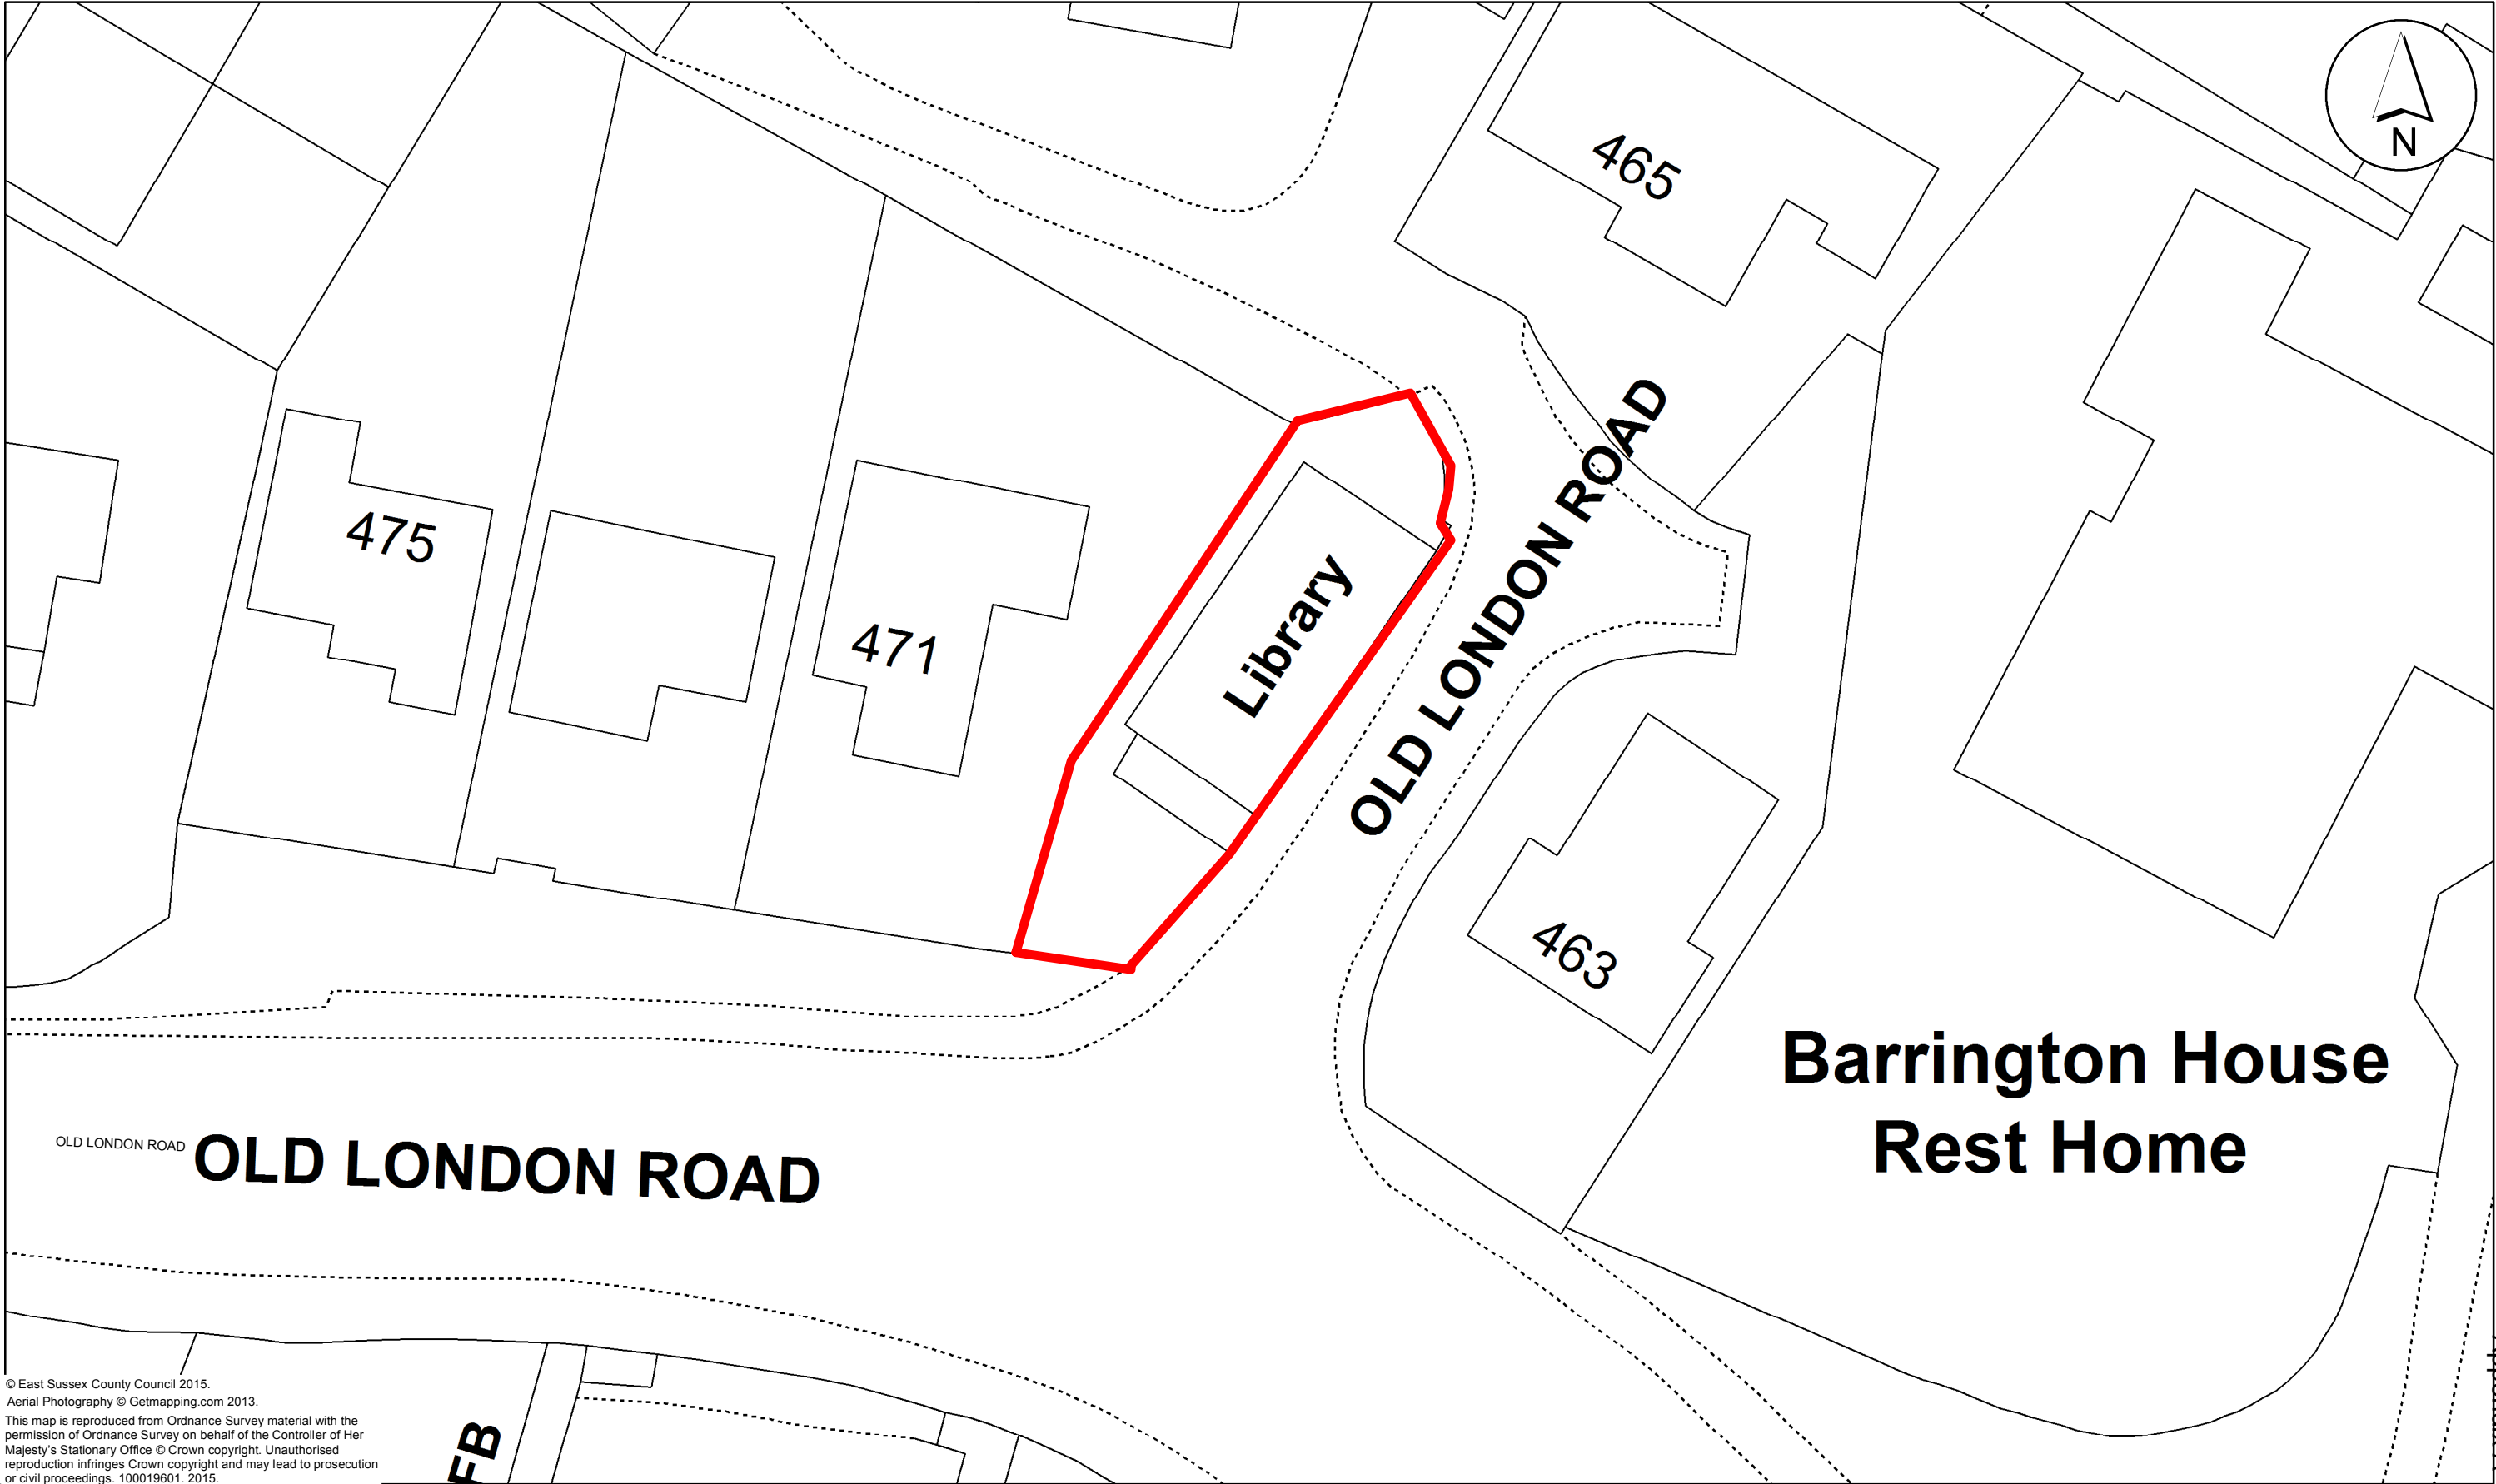 N
465
475
471
Library
OLD LONDON ROAD
463
Barrington House
Rest Home
OLD LONDON ROAD
OLD LONDON ROAD
FB
© East Sussex County Council 2015.
Aerial Photography © Getmapping.com 2013.
This map is reproduced from Ordnance Survey material with the
permission of Ordnance Survey on behalf of the Controller of Her
Majesty's Stationary Office © Crown copyright. Unauthorised
reproduction infringes Crown copyright and may lead to prosecution
or civil proceedings. 100019601. 2015.